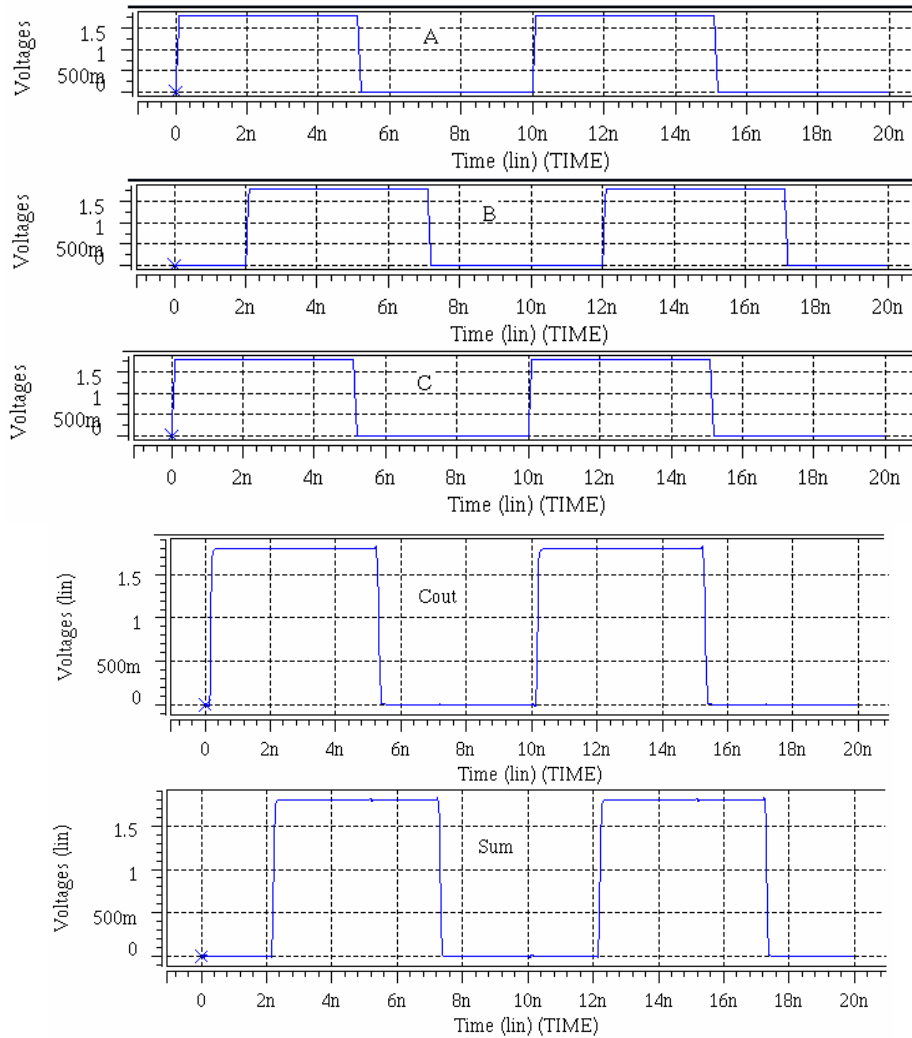 Voltages
1.5
1
500m
0
A
0 2n 4n 6n 8n 10n 12n 14n 16n 18n 20n
Time (lin) (TIME)
Voltages
1.5
1
500m
0
B
0 2n 4n 6n 8n 10n 12n 14n 16n 18n 20n
Time (lin) (TIME)
Voltages
1.5
1
500m
0
C
0 2n 4n 6n 8n 10n 12n 14n 16n 18n 20n
Time (lin) (TIME)
Voltages (lin)
1.5
1
500m
0
Cout
0 2n 4n 6n 8n 10n 12n 14n 16n 18n 20n
Time (lin) (TIME)
Voltages (lin)
1.5
1
500m
0
Sum
0 2n 4n 6n 8n 10n 12n 14n 16n 18n 20n
Time (lin) (TIME)